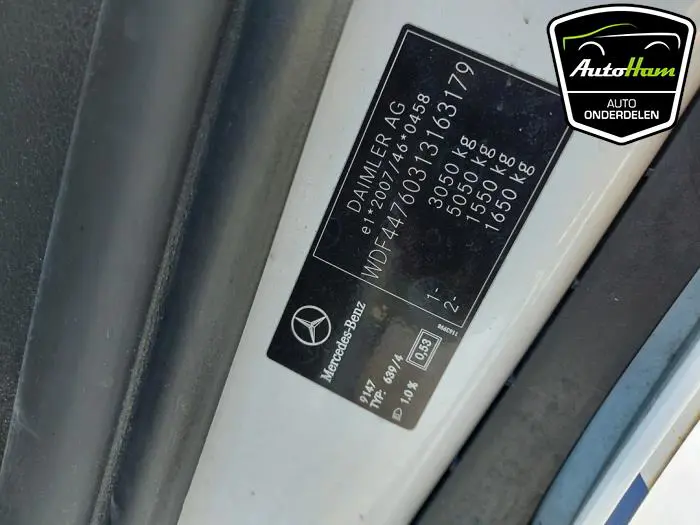 DAIMLER AG
e1*2007/46*0458
WDF44760313163179
3050 kg
5050 kg
1- 1550 kg
2- 1650 kg
Mercedes-Benz
9147
TYP: 639/4
1.0% 0,53
AutoHam
AUTO
ONDERDELEN